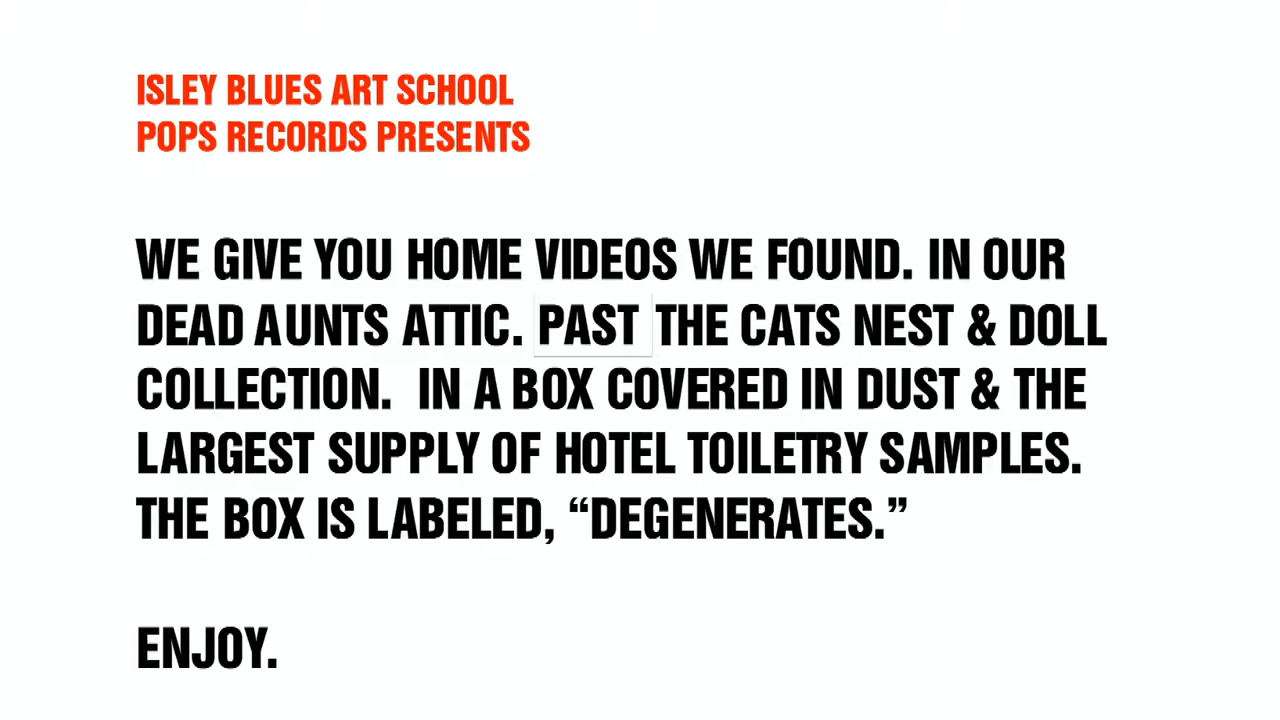 ISLEY BLUES ART SCHOOL
POPS RECORDS PRESENTS
WE GIVE YOU HOME VIDEOS WE FOUND. IN OUR
DEAD AUNTS ATTIC. PAST THE CATS NEST & DOLL
COLLECTION.  IN A BOX COVERED IN DUST & THE
LARGEST SUPPLY OF HOTEL TOILETRY SAMPLES.
THE BOX IS LABELED, “DEGENERATES.”
ENJOY.